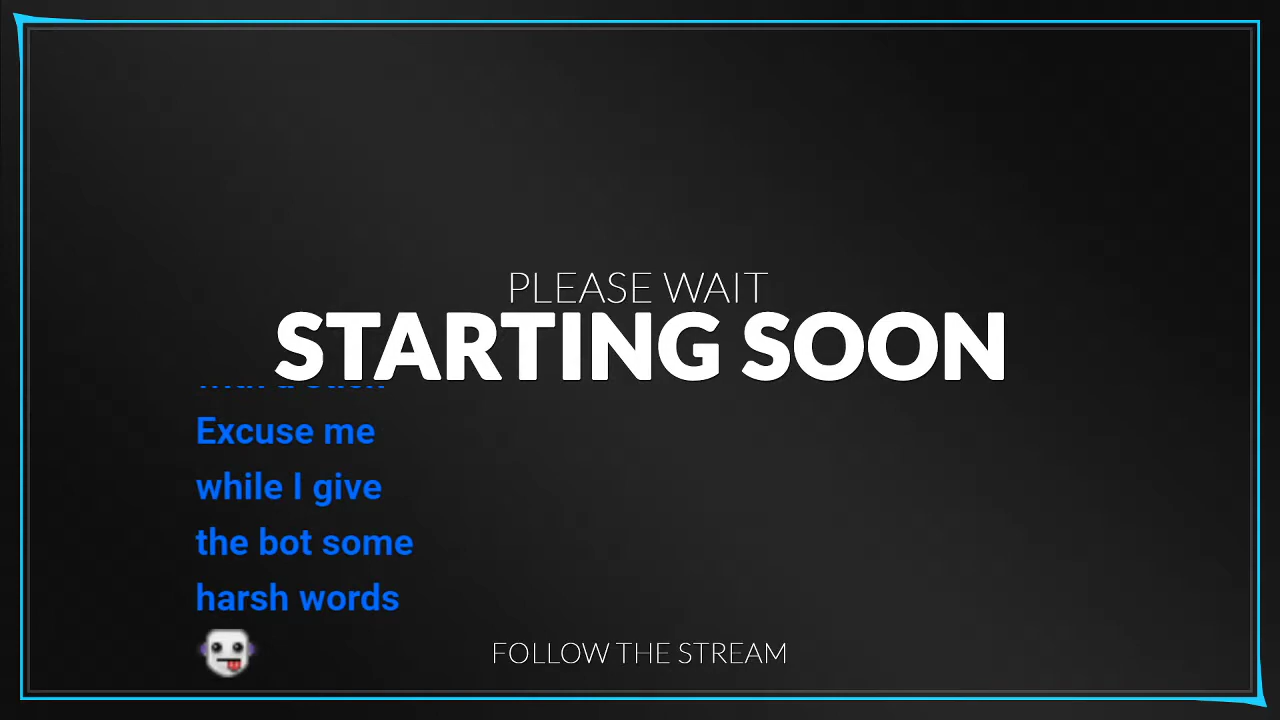 PLEASE WAIT
STARTING SOON
Excuse me
while I give
the bot some
harsh words
FOLLOW THE STREAM